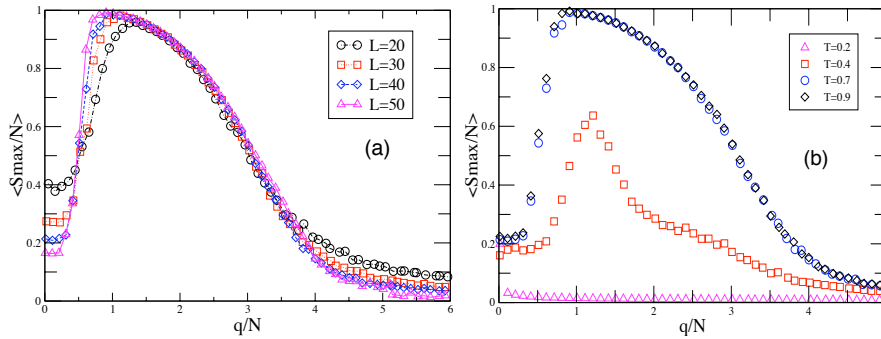 <Smax/N>
1
0.8
0.6
0.4
0.2
0
0 1 2 3 4 5 6
q/N
L=20
L=30
L=40
L=50
(a)
<Smax/N>
1
0.8
0.6
0.4
0.2
0
0 1 2 3 4
q/N
T=0.2
T=0.4
T=0.7
T=0.9
(b)